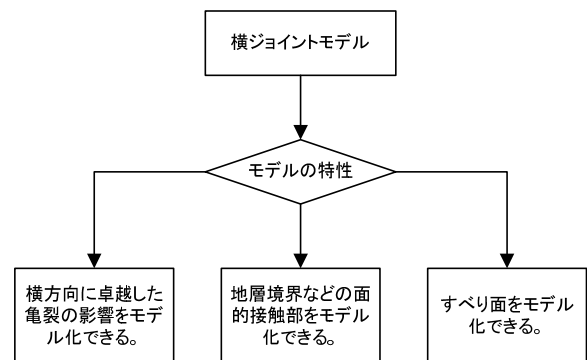 横ジョイントモデル
モデルの特性
横方向に卓越した
亀裂の影響をモデ
ル化できる。
地層境界などの面
的接触部をモデル
化できる。
すべり面をモデル
化できる。